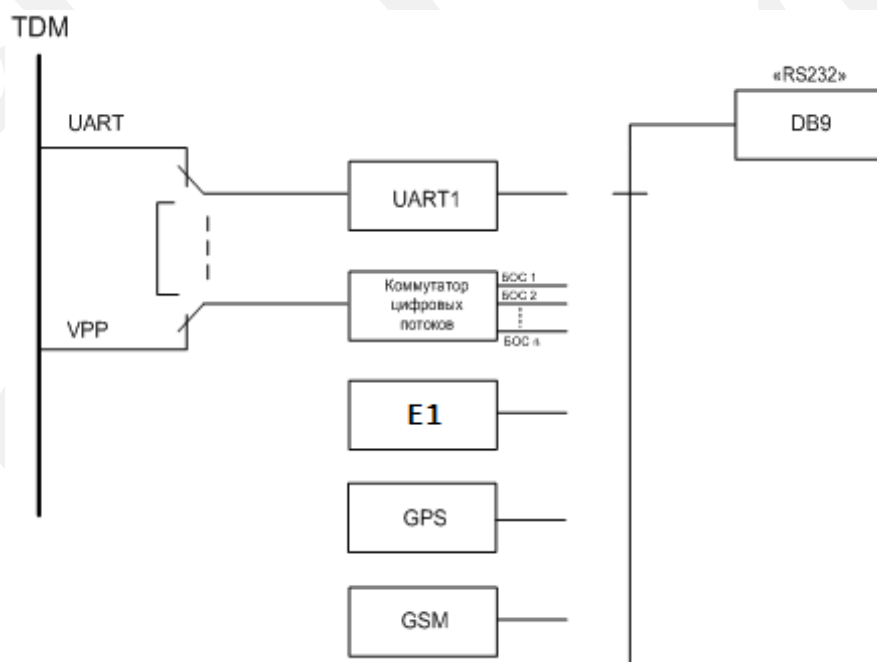 TDM
«RS232»
DB9
UART
UART1
Коммутатор
цифровых
потоков
БОС 1
БОС 2
БОС n
VPP
E1
GPS
GSM